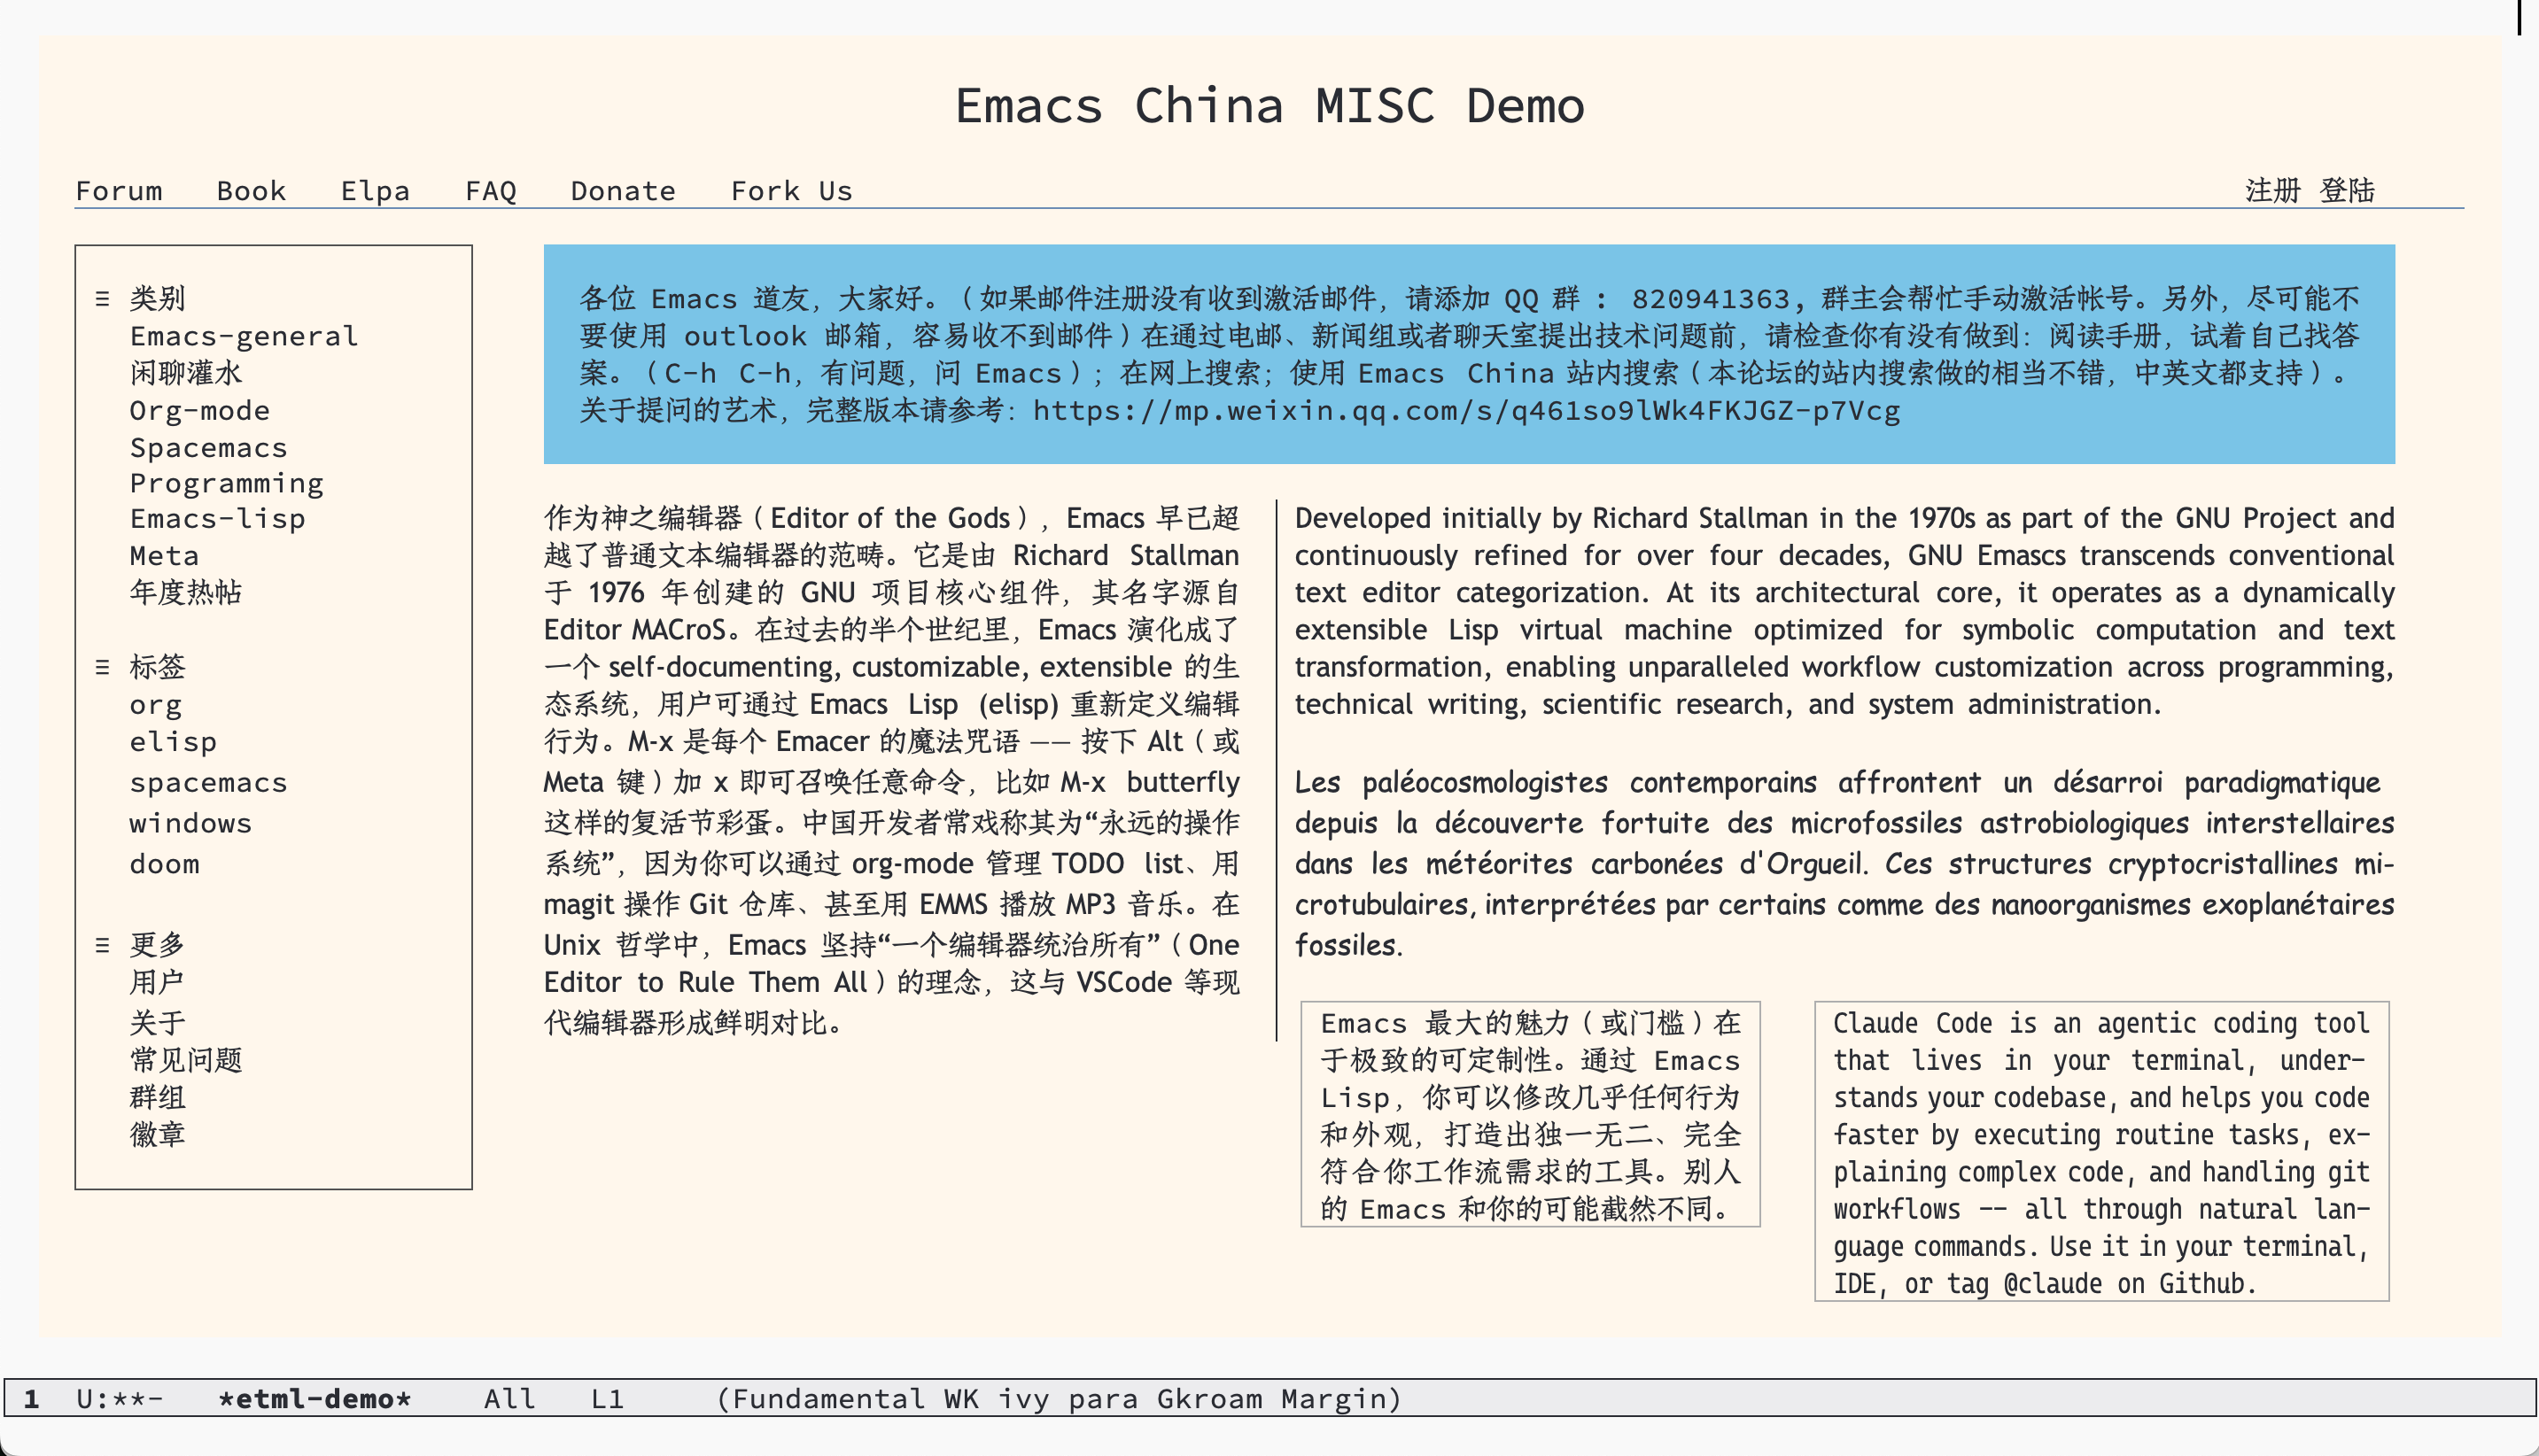 Emacs China MISC Demo
Forum Book Elpa FAQ Donate Fork Us 注册 登陆
≡ 类别
Emacs-general
闲聊灌水
Org-mode
Spacemacs
Programming
Emacs-lisp
Meta
年度热帖
≡ 标签
org
elisp
spacemacs
windows
doom
≡ 更多
用户
关于
常见问题
群组
徽章
各位 Emacs 道友，大家好。（如果邮件注册没有收到激活邮件，请添加 QQ 群 : 820941363, 群主会帮忙手动激活帐号。另外，尽可能不
要使用 outlook 邮箱，容易收不到邮件）在通过电邮、新闻组或者聊天室提出技术问题前，请检查你有没有做到：阅读手册，试着自己找答
案。（C-h C-h，有问题，问 Emacs）；在网上搜索；使用 Emacs China 站内搜索（本论坛的站内搜索做的相当不错，中英文都支持）。
关于提问的艺术，完整版本请参考：https://mp.weixin.qq.com/s/q461so9lWk4FKJGZ-p7Vcg
作为神之编辑器（Editor of the Gods），Emacs 早已超
越了普通文本编辑器的范畴。它是由 Richard Stallman
于 1976 年创建的 GNU 项目核心组件，其名字源自
Editor MACroS。在过去的半个世纪里，Emacs 演化成了
一个 self-documenting, customizable, extensible 的生
态系统，用户可通过 Emacs Lisp (elisp) 重新定义编辑
行为。M-x 是每个 Emacer 的魔法咒语 —— 按下 Alt（或
Meta 键）加 x 即可召唤任意命令，比如 M-x butterfly
这样的复活节彩蛋。中国开发者常戏称其为“永远的操作
系统”，因为你可以通过 org-mode 管理 TODO list、用
magit 操作 Git 仓库、甚至用 EMMS 播放 MP3 音乐。在
Unix 哲学中，Emacs 坚持“一个编辑器统治所有”（One
Editor to Rule Them All）的理念，这与 VSCode 等现
代编辑器形成鲜明对比。
Developed initially by Richard Stallman in the 1970s as part of the GNU Project and
continuously refined for over four decades, GNU Emascs transcends conventional
text editor categorization. At its architectural core, it operates as a dynamically
extensible Lisp virtual machine optimized for symbolic computation and text
transformation, enabling unparalleled workflow customization across programming,
technical writing, scientific research, and system administration.
Les paléocosmologistes contemporains affrontent un désarroi paradigmatique
depuis la découverte fortuite des microfossiles astrobiologiques interstellaires
dans les météorites carbonées d'Orgueil. Ces structures cryptocristallines mi-
crotubulaires, interprétées par certains comme des nanoorganismes exoplanétaires
fossiles.
Emacs 最大的魅力（或门槛）在
于极致的可定制性。通过 Emacs
Lisp，你可以修改几乎任何行为
和外观，打造出独一无二、完全
符合你工作流需求的工具。别人
的 Emacs 和你的可能截然不同。
Claude Code is an agentic coding tool
that lives in your terminal, under-
stands your codebase, and helps you code
faster by executing routine tasks, ex-
plaining complex code, and handling git
workflows -- all through natural lan-
guage commands. Use it in your terminal,
IDE, or tag @claude on Github.
1 U:**- *etml-demo* All L1 (Fundamental WK ivy para Gkroam Margin)